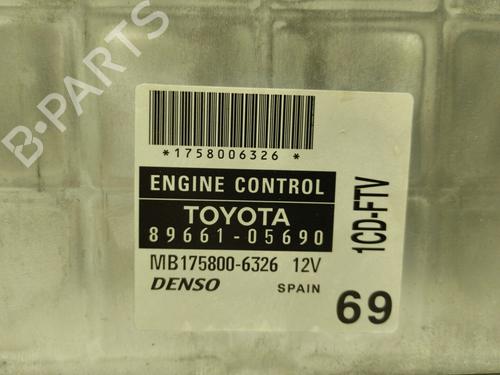 B-PARTS
*1758006326*
ENGINE CONTROL
TOYOTA
89661-05690
MB175800-6326 12V
DENSO SPAIN
1CD-FTV
69